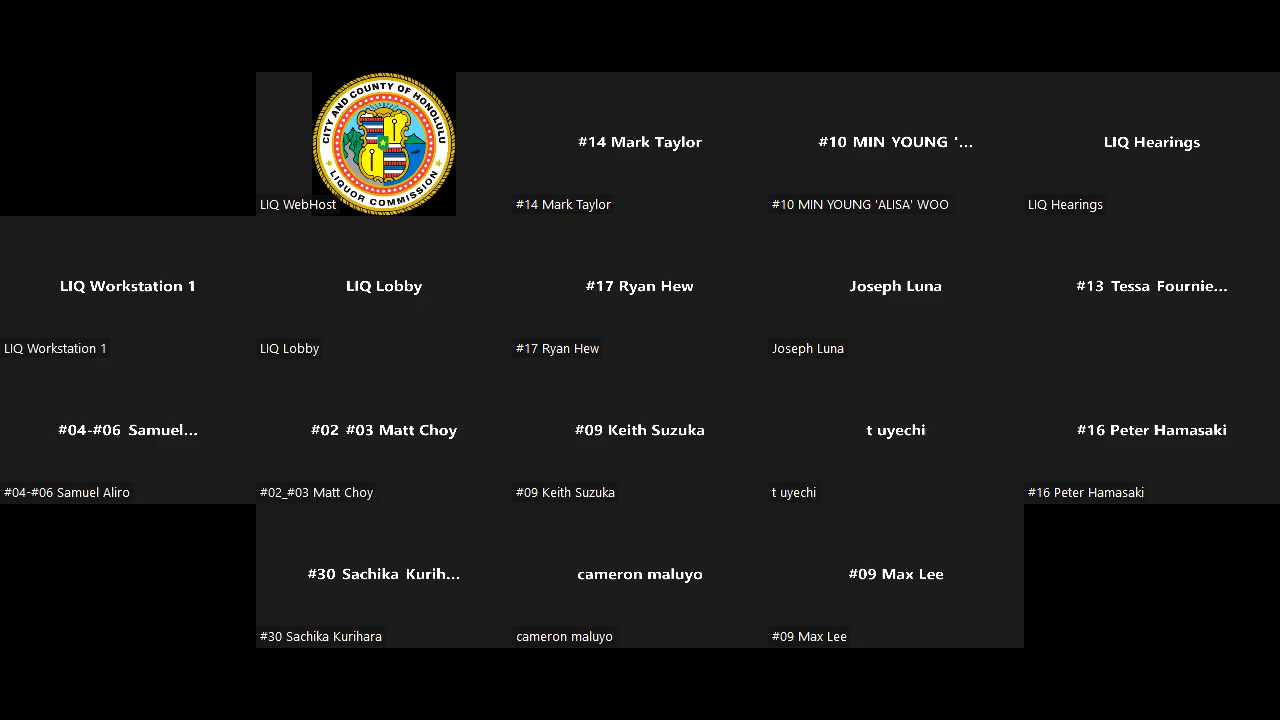 CITY AND COUNTY OF HONOLULU
LIQUOR COMMISSION
LIQ WebHost
#14 Mark Taylor
#14 Mark Taylor
#10 MIN YOUNG '...
#10 MIN YOUNG 'ALISA' WOO
LIQ Hearings
LIQ Hearings
LIQ Workstation 1
LIQ Workstation 1
LIQ Lobby
LIQ Lobby
#17 Ryan Hew
#17 Ryan Hew
Joseph Luna
Joseph Luna
#13 Tessa Fournie...
#04-#06 Samuel...
#04-#06 Samuel Aliro
#02 #03 Matt Choy
#02_#03 Matt Choy
#09 Keith Suzuka
#09 Keith Suzuka
t uyechi
t uyechi
#16 Peter Hamasaki
#16 Peter Hamasaki
#30 Sachika Kurih...
#30 Sachika Kurihara
cameron maluyo
cameron maluyo
#09 Max Lee
#09 Max Lee